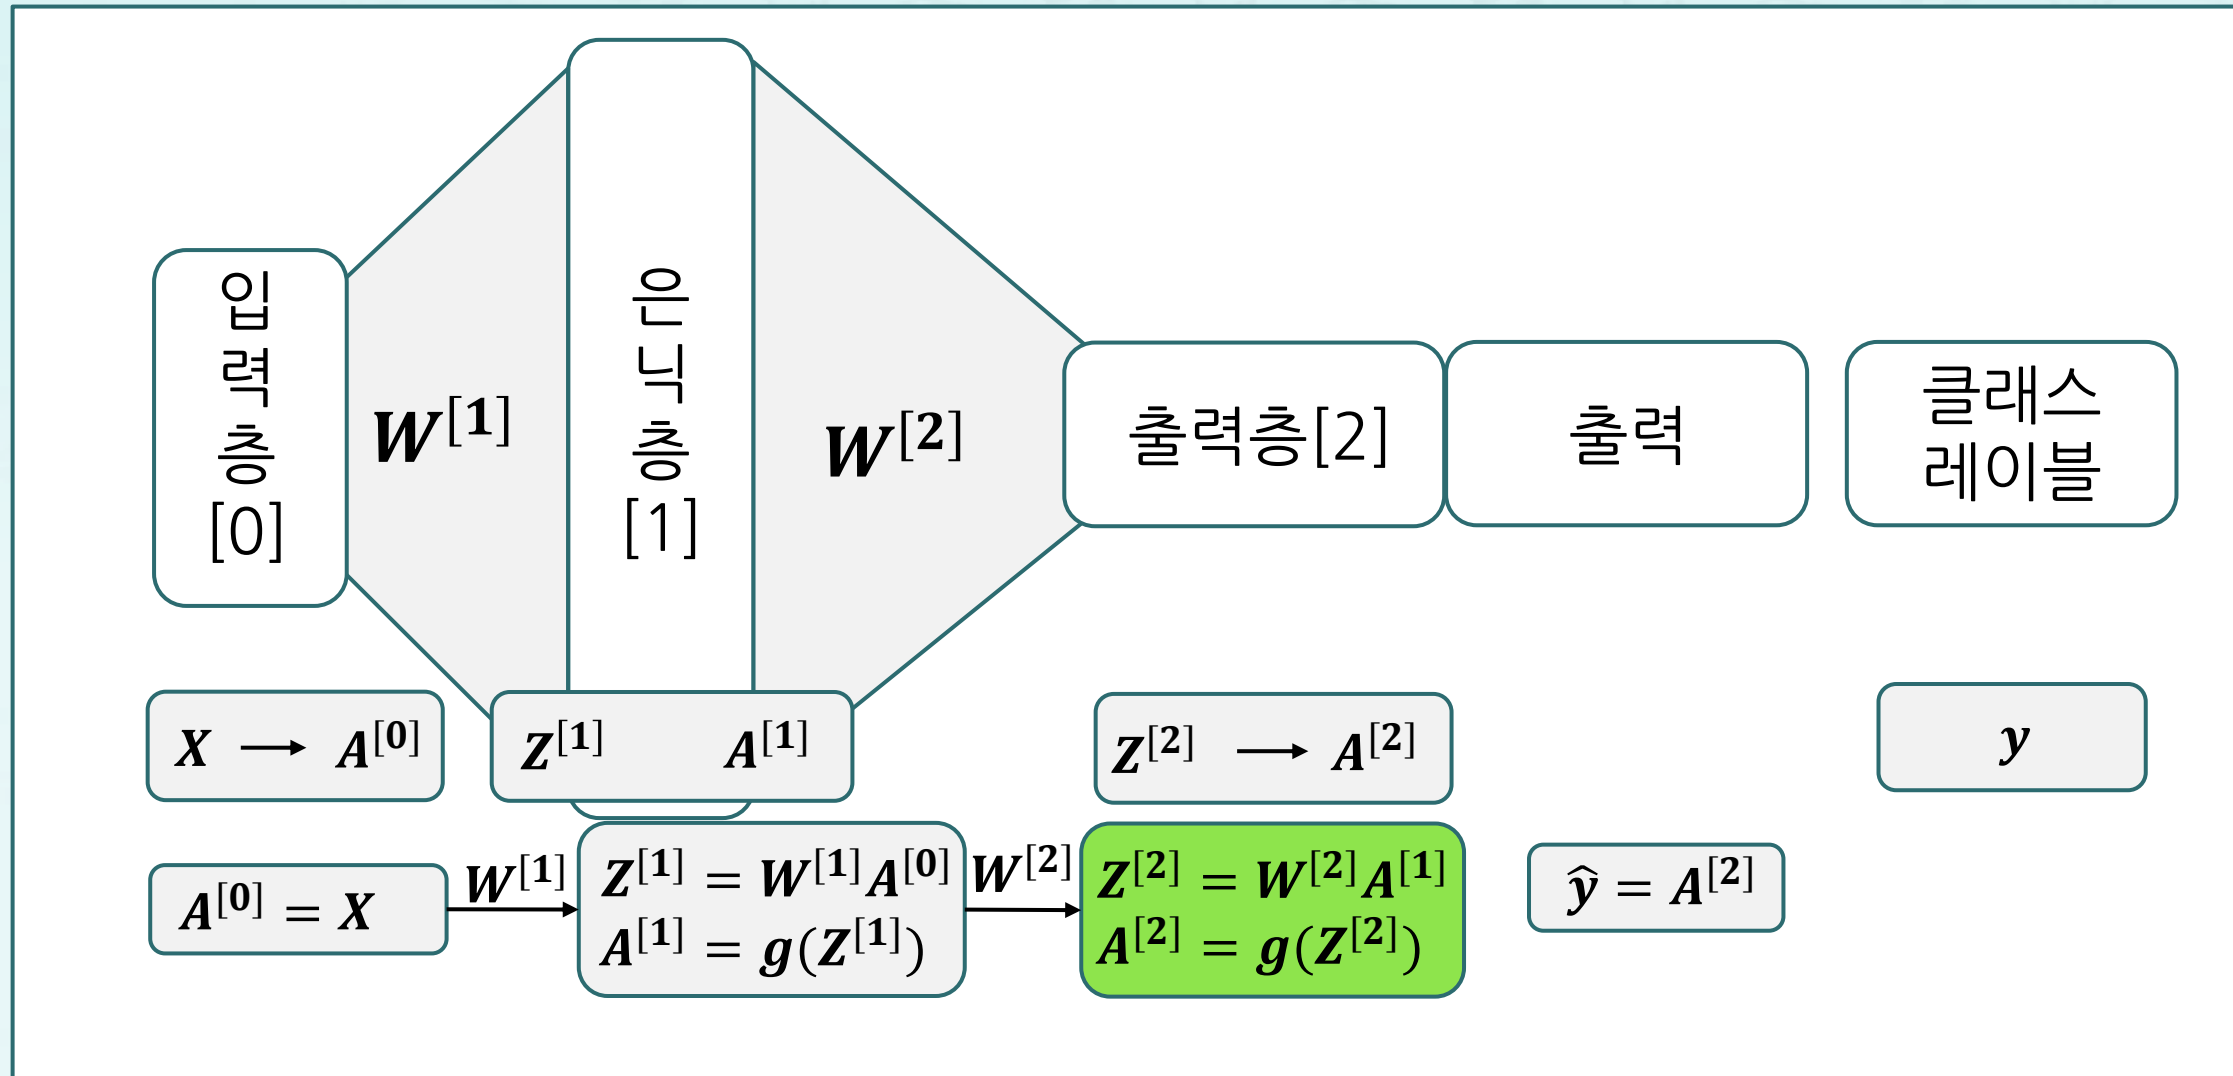 입
력
층
[0]
W^[1]
은
닉
층
[1]
W^[2]
출력층[2]
출력
클래스
레이블
X → A^[0]
Z^[1] A^[1]
Z^[2] → A^[2]
y
A^[0] = X
W^[1]
Z^[1] = W^[1]A^[0]
A^[1] = g(Z^[1])
W^[2]
Z^[2] = W^[2]A^[1]
A^[2] = g(Z^[2])
ŷ = A^[2]